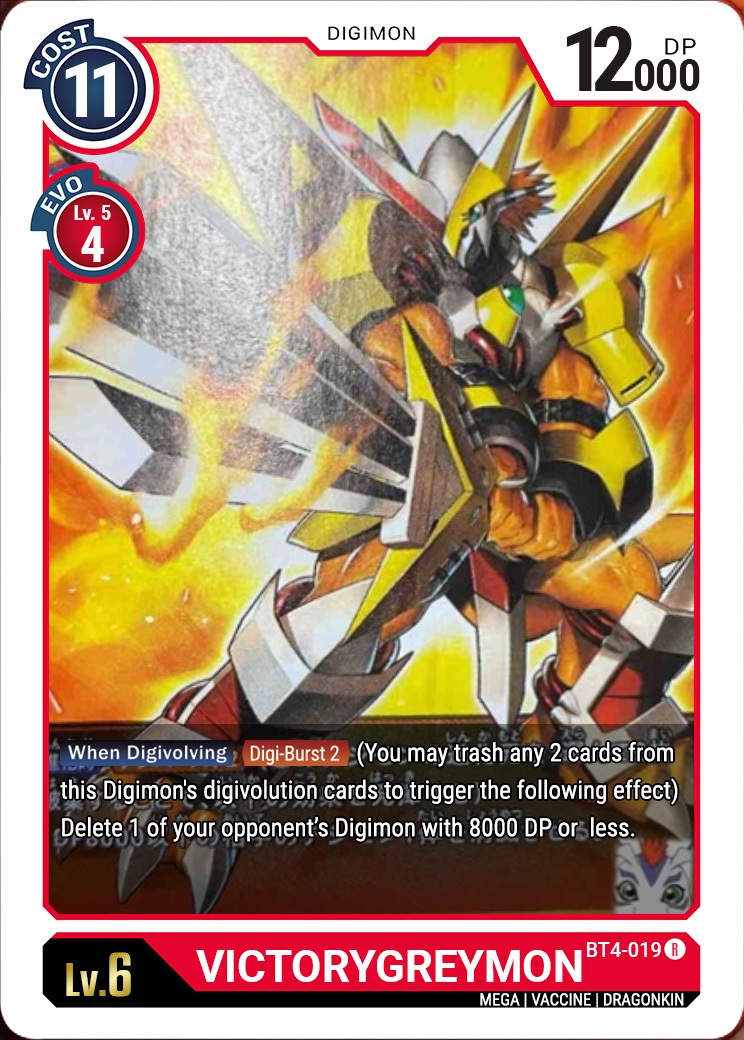 DIGIMON
COST
11
DP
12000
EVO
Lv. 5
4
When Digivolving Digi-Burst 2 (You may trash any 2 cards from
this Digimon's digivolution cards to trigger the following effect)
Delete 1 of your opponent's Digimon with 8000 DP or less.
BT4-019 R
Lv.6 VICTORYGREYMON
MEGA | VACCINE | DRAGONKIN